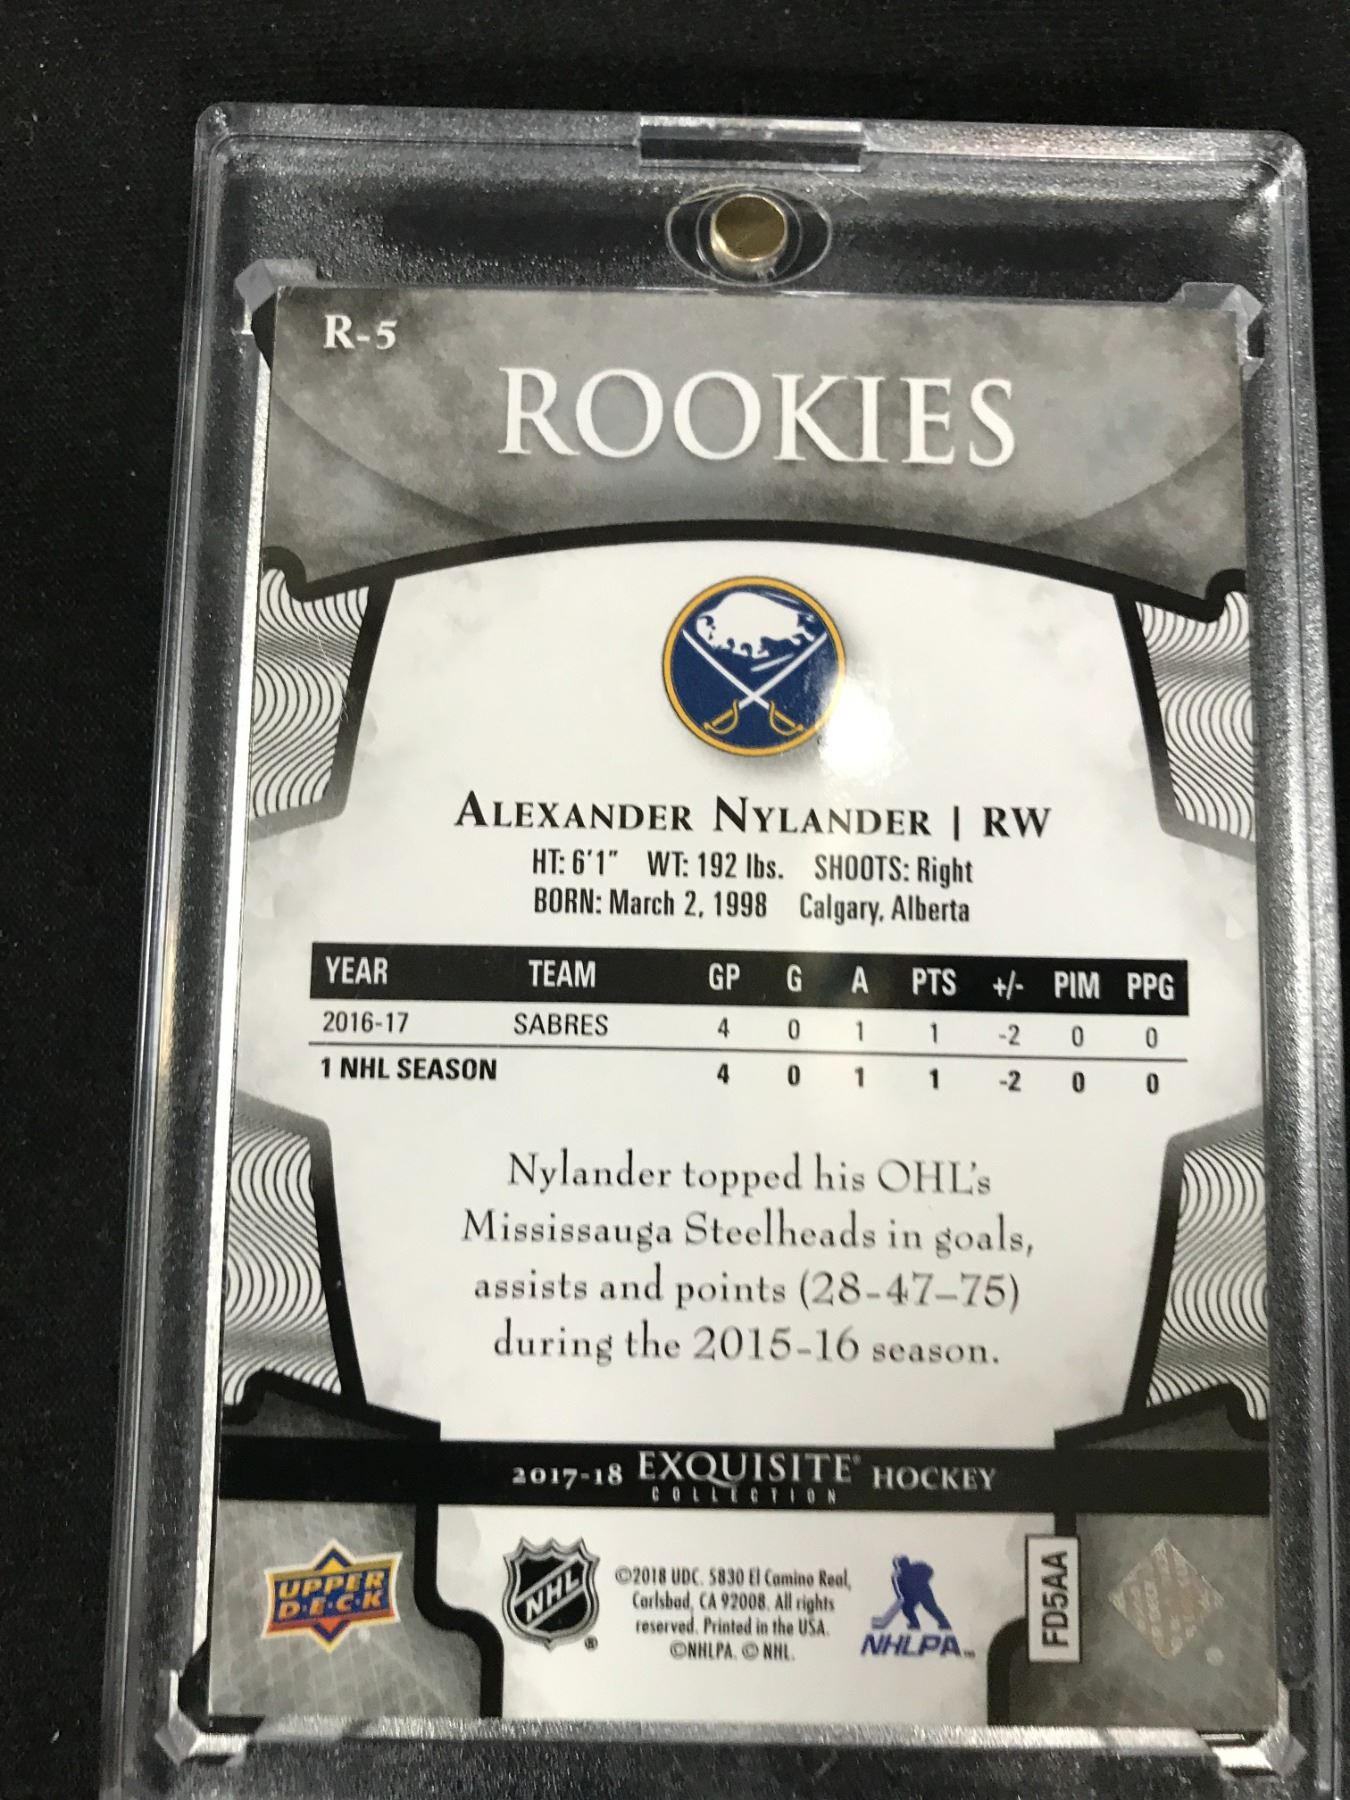 R-5
ROOKIES
ALEXANDER NYLANDER | RW
HT: 6'1" WT: 192 lbs. SHOOTS: Right
BORN: March 2, 1998 Calgary, Alberta
YEAR TEAM GP G A PTS +/- PIM PPG
2016-17 SABRES 4 0 1 1 -2 0 0
1 NHL SEASON 4 0 1 1 -2 0 0
Nylander topped his OHL's
Mississauga Steelheads in goals,
assists and points (28-47-75)
during the 2015-16 season.
2017-18 EXQUISITE® HOCKEY
COLLECTION
UPPER
D·E·C·K
NHL®
©2018 UDC. 5830 El Camino Real,
Carlsbad, CA 92008. All rights
reserved. Printed in the USA.
©NHLPA. © NHL.
NHLPA™
FD5AA